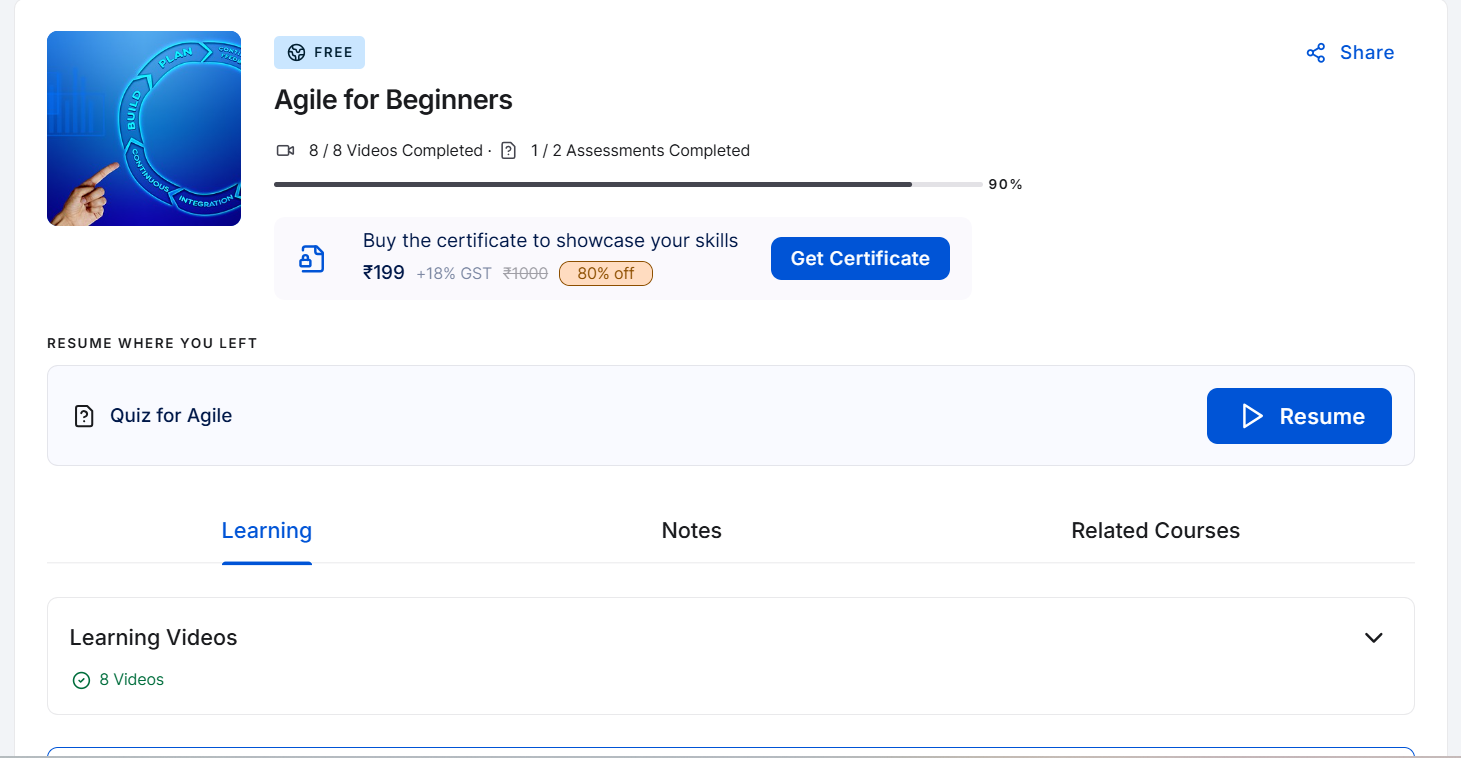 FREE
Share
Agile for Beginners
8 / 8 Videos Completed · 1 / 2 Assessments Completed
90%
Buy the certificate to showcase your skills
₹199 +18% GST ₹1000 80% off
Get Certificate
PLAN
BUILD
CONTINUOUS
INTEGRATION
RESUME WHERE YOU LEFT
Quiz for Agile
Resume
Learning
Notes
Related Courses
Learning Videos
8 Videos